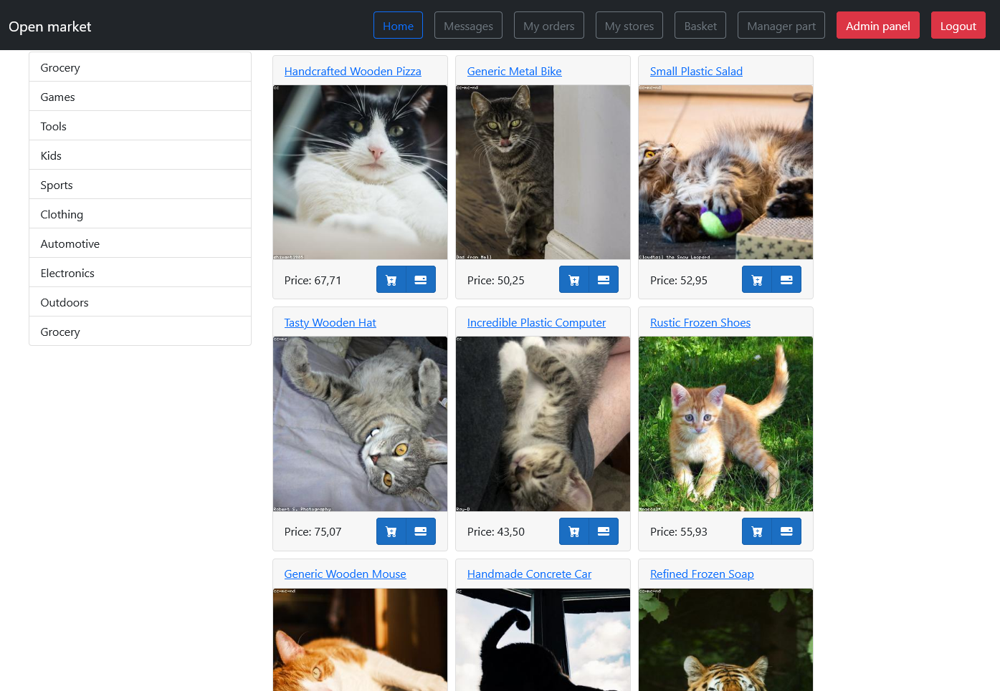 Open market
Home
Messages
My orders
My stores
Basket
Manager part
Admin panel
Logout
Grocery
Games
Tools
Kids
Sports
Clothing
Automotive
Electronics
Outdoors
Grocery
Handcrafted Wooden Pizza
cc
shixart1985
Price: 67,71
Generic Metal Bike
cc-nc-nd
Dad from Hell
Price: 50,25
Small Plastic Salad
cc-nc-nd
Cloudtail the Snow Leopard
Price: 52,95
Tasty Wooden Hat
cc-nc
Robert S. Photography
Price: 75,07
Incredible Plastic Computer
cc
Ray-D
Price: 43,50
Rustic Frozen Shoes
cc
Price: 55,93
Generic Wooden Mouse
cc-nc-nd
Handmade Concrete Car
cc
Refined Frozen Soap
cc-nc-nd